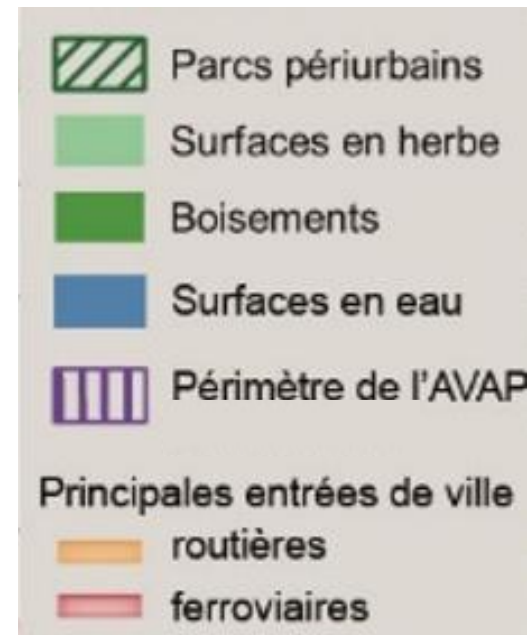 Parcs périurbains
Surfaces en herbe
Boisements
Surfaces en eau
Périmètre de l'AVAP
Principales entrées de ville
routières
ferroviaires